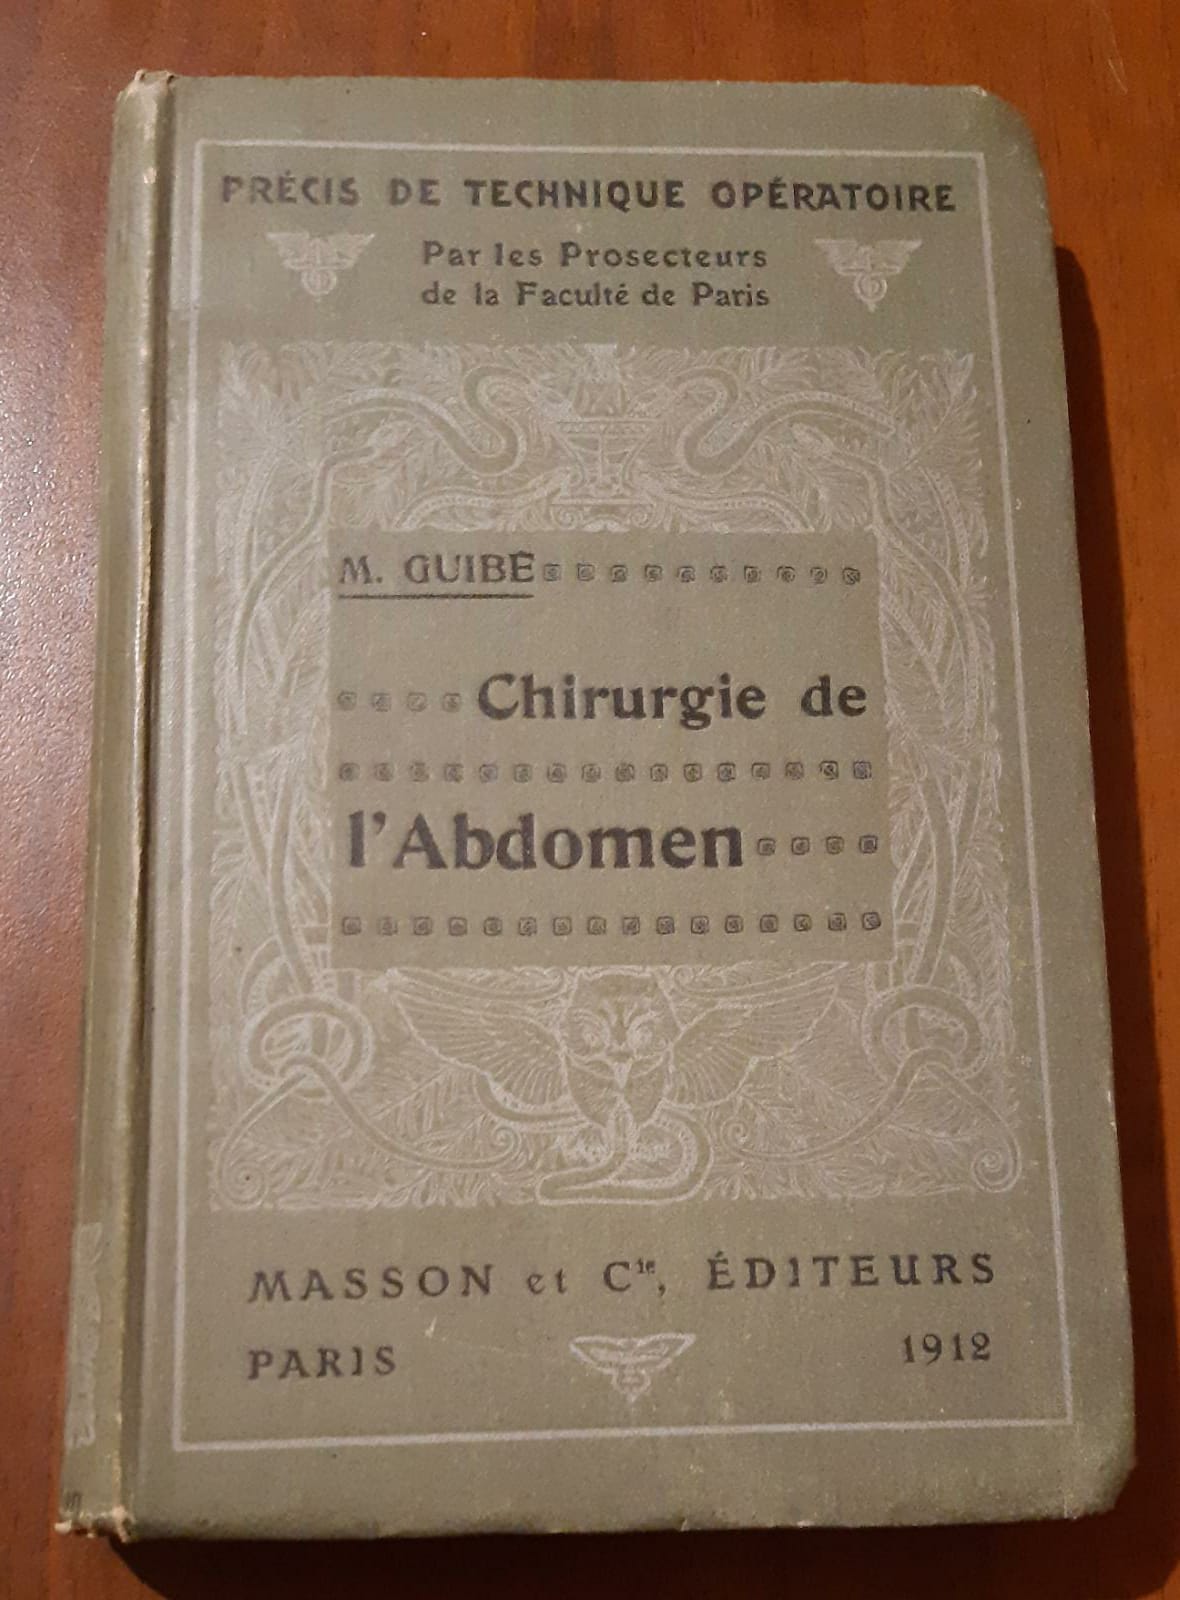 PRÉCIS DE TECHNIQUE OPÉRATOIRE
Par les Prosecteurs
de la Faculté de Paris
M. GUIBÉ
Chirurgie de
l'Abdomen
MASSON et Cie, ÉDITEURS
PARIS
1912